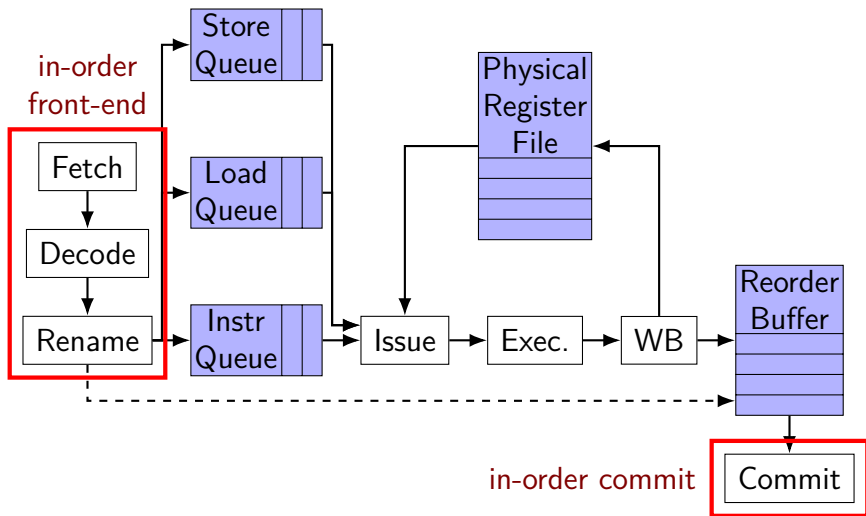 in-order
front-end
Fetch
Decode
Rename
Store
Queue
Load
Queue
Instr
Queue
Physical
Register
File
Issue
Exec.
WB
Reorder
Buffer
in-order commit
Commit